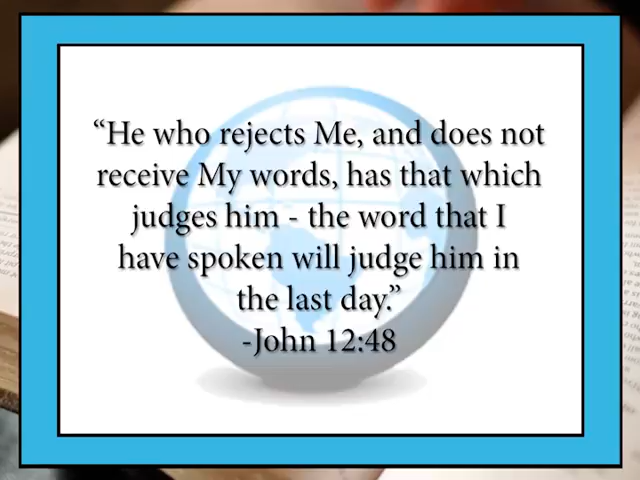 “He who rejects Me, and does not
receive My words, has that which
judges him - the word that I
have spoken will judge him in
the last day.”
-John 12:48